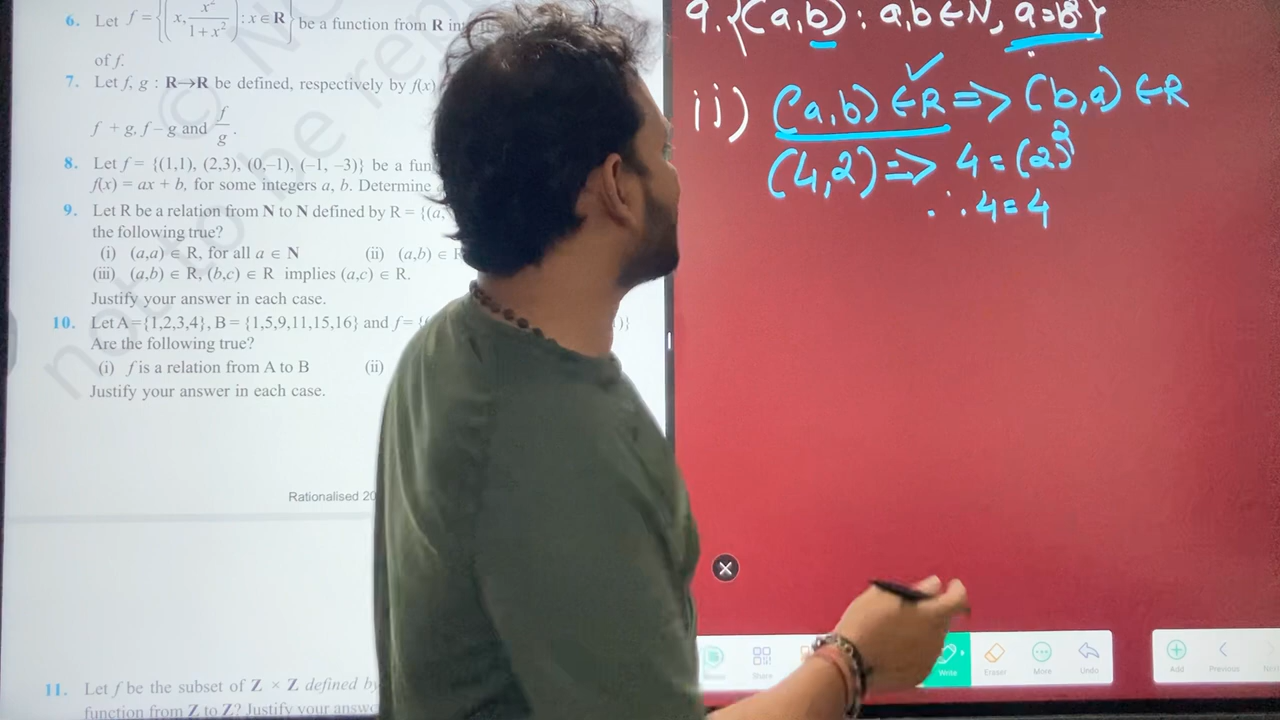 6. Let f = {(x, x²/(1+x²)) : x ∈ R} be a function from R in
of f.
7. Let f, g : R→R be defined, respectively by f(x)
f + g, f – g and f/g.
8. Let f = {(1,1), (2,3), (0,–1), (–1, –3)} be a fun
f(x) = ax + b, for some integers a, b. Determine
9. Let R be a relation from N to N defined by R = {(a,
the following true?
(i) (a,a) ∈ R, for all a ∈ N (ii) (a,b) ∈ R
(iii) (a,b) ∈ R, (b,c) ∈ R implies (a,c) ∈ R.
Justify your answer in each case.
10. Let A ={1,2,3,4}, B = {1,5,9,11,15,16} and f = {( )}
Are the following true?
(i) f is a relation from A to B (ii)
Justify your answer in each case.
Rationalised 20
11. Let f be the subset of Z × Z defined by
function from Z to Z? Justify your answ
not to be re
©
9. {(a,b) : a,b ∈ N, a=b²}
ii) (a,b) ∈ R => (b,a) ∈ R
(4,2) => 4 = (2)²
∴ 4 = 4
Share
Write
Eraser
More
Undo
Add
Previous